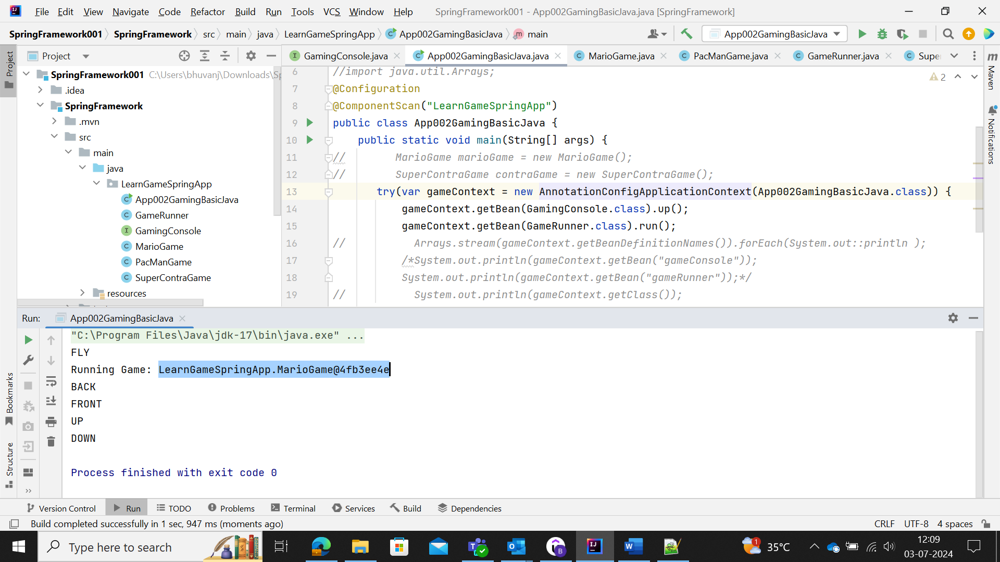 File Edit View Navigate Code Refactor Build Run Tools VCS Window Help SpringFramework001 - App002GamingBasicJava.java [SpringFramework]
SpringFramework001 SpringFramework src main java LearnGameSpringApp App002GamingBasicJava main App002GamingBasicJava
Project
GamingConsole.java App002GamingBasicJava.java MarioGame.java PacManGame.java GameRunner.java Supe
Project
SpringFramework001 C:\Users\bhuvanj\Downloads\Sp
.idea
SpringFramework
.mvn
src
main
java
LearnGameSpringApp
App002GamingBasicJava
GameRunner
GamingConsole
MarioGame
PacManGame
SuperContraGame
resources
6 //import java.util.Arrays;
7 @Configuration
8 @ComponentScan("LearnGameSpringApp")
9 public class App002GamingBasicJava {
10 public static void main(String[] args) {
11 // MarioGame marioGame = new MarioGame();
12 // SuperContraGame contraGame = new SuperContraGame();
13 try(var gameContext = new AnnotationConfigApplicationContext(App002GamingBasicJava.class)) {
14 gameContext.getBean(GamingConsole.class).up();
15 gameContext.getBean(GameRunner.class).run();
16 // Arrays.stream(gameContext.getBeanDefinitionNames()).forEach(System.out::println );
17 /*System.out.println(gameContext.getBean("gameConsole"));
18 System.out.println(gameContext.getBean("gameRunner"));*/
19 // System.out.println(gameContext.getClass());
2
m
Maven
Notifications
Run: App002GamingBasicJava
"C:\Program Files\Java\jdk-17\bin\java.exe" ...
FLY
Running Game: LearnGameSpringApp.MarioGame@4fb3ee4e
BACK
FRONT
UP
DOWN
Process finished with exit code 0
Bookmarks
Structure
Version Control Run TODO Problems Terminal Services Build Dependencies
Build completed successfully in 1 sec, 947 ms (moments ago) CRLF UTF-8 4 spaces
Type here to search 1 35°C 12:09
03-07-2024